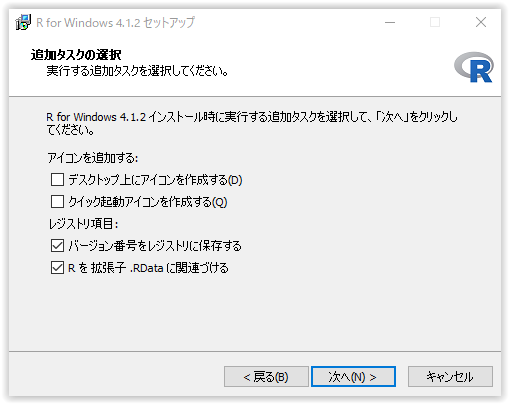 R for Windows 4.1.2 セットアップ
追加タスクの選択
実行する追加タスクを選択してください。
R
R for Windows 4.1.2 インストール時に実行する追加タスクを選択して、「次へ」をクリックし
てください。
アイコンを追加する:
デスクトップ上にアイコンを作成する(D)
クイック起動アイコンを作成する(Q)
レジストリ項目:
バージョン番号をレジストリに保存する
R を拡張子 .RData に関連づける
< 戻る(B)
次へ(N) >
キャンセル